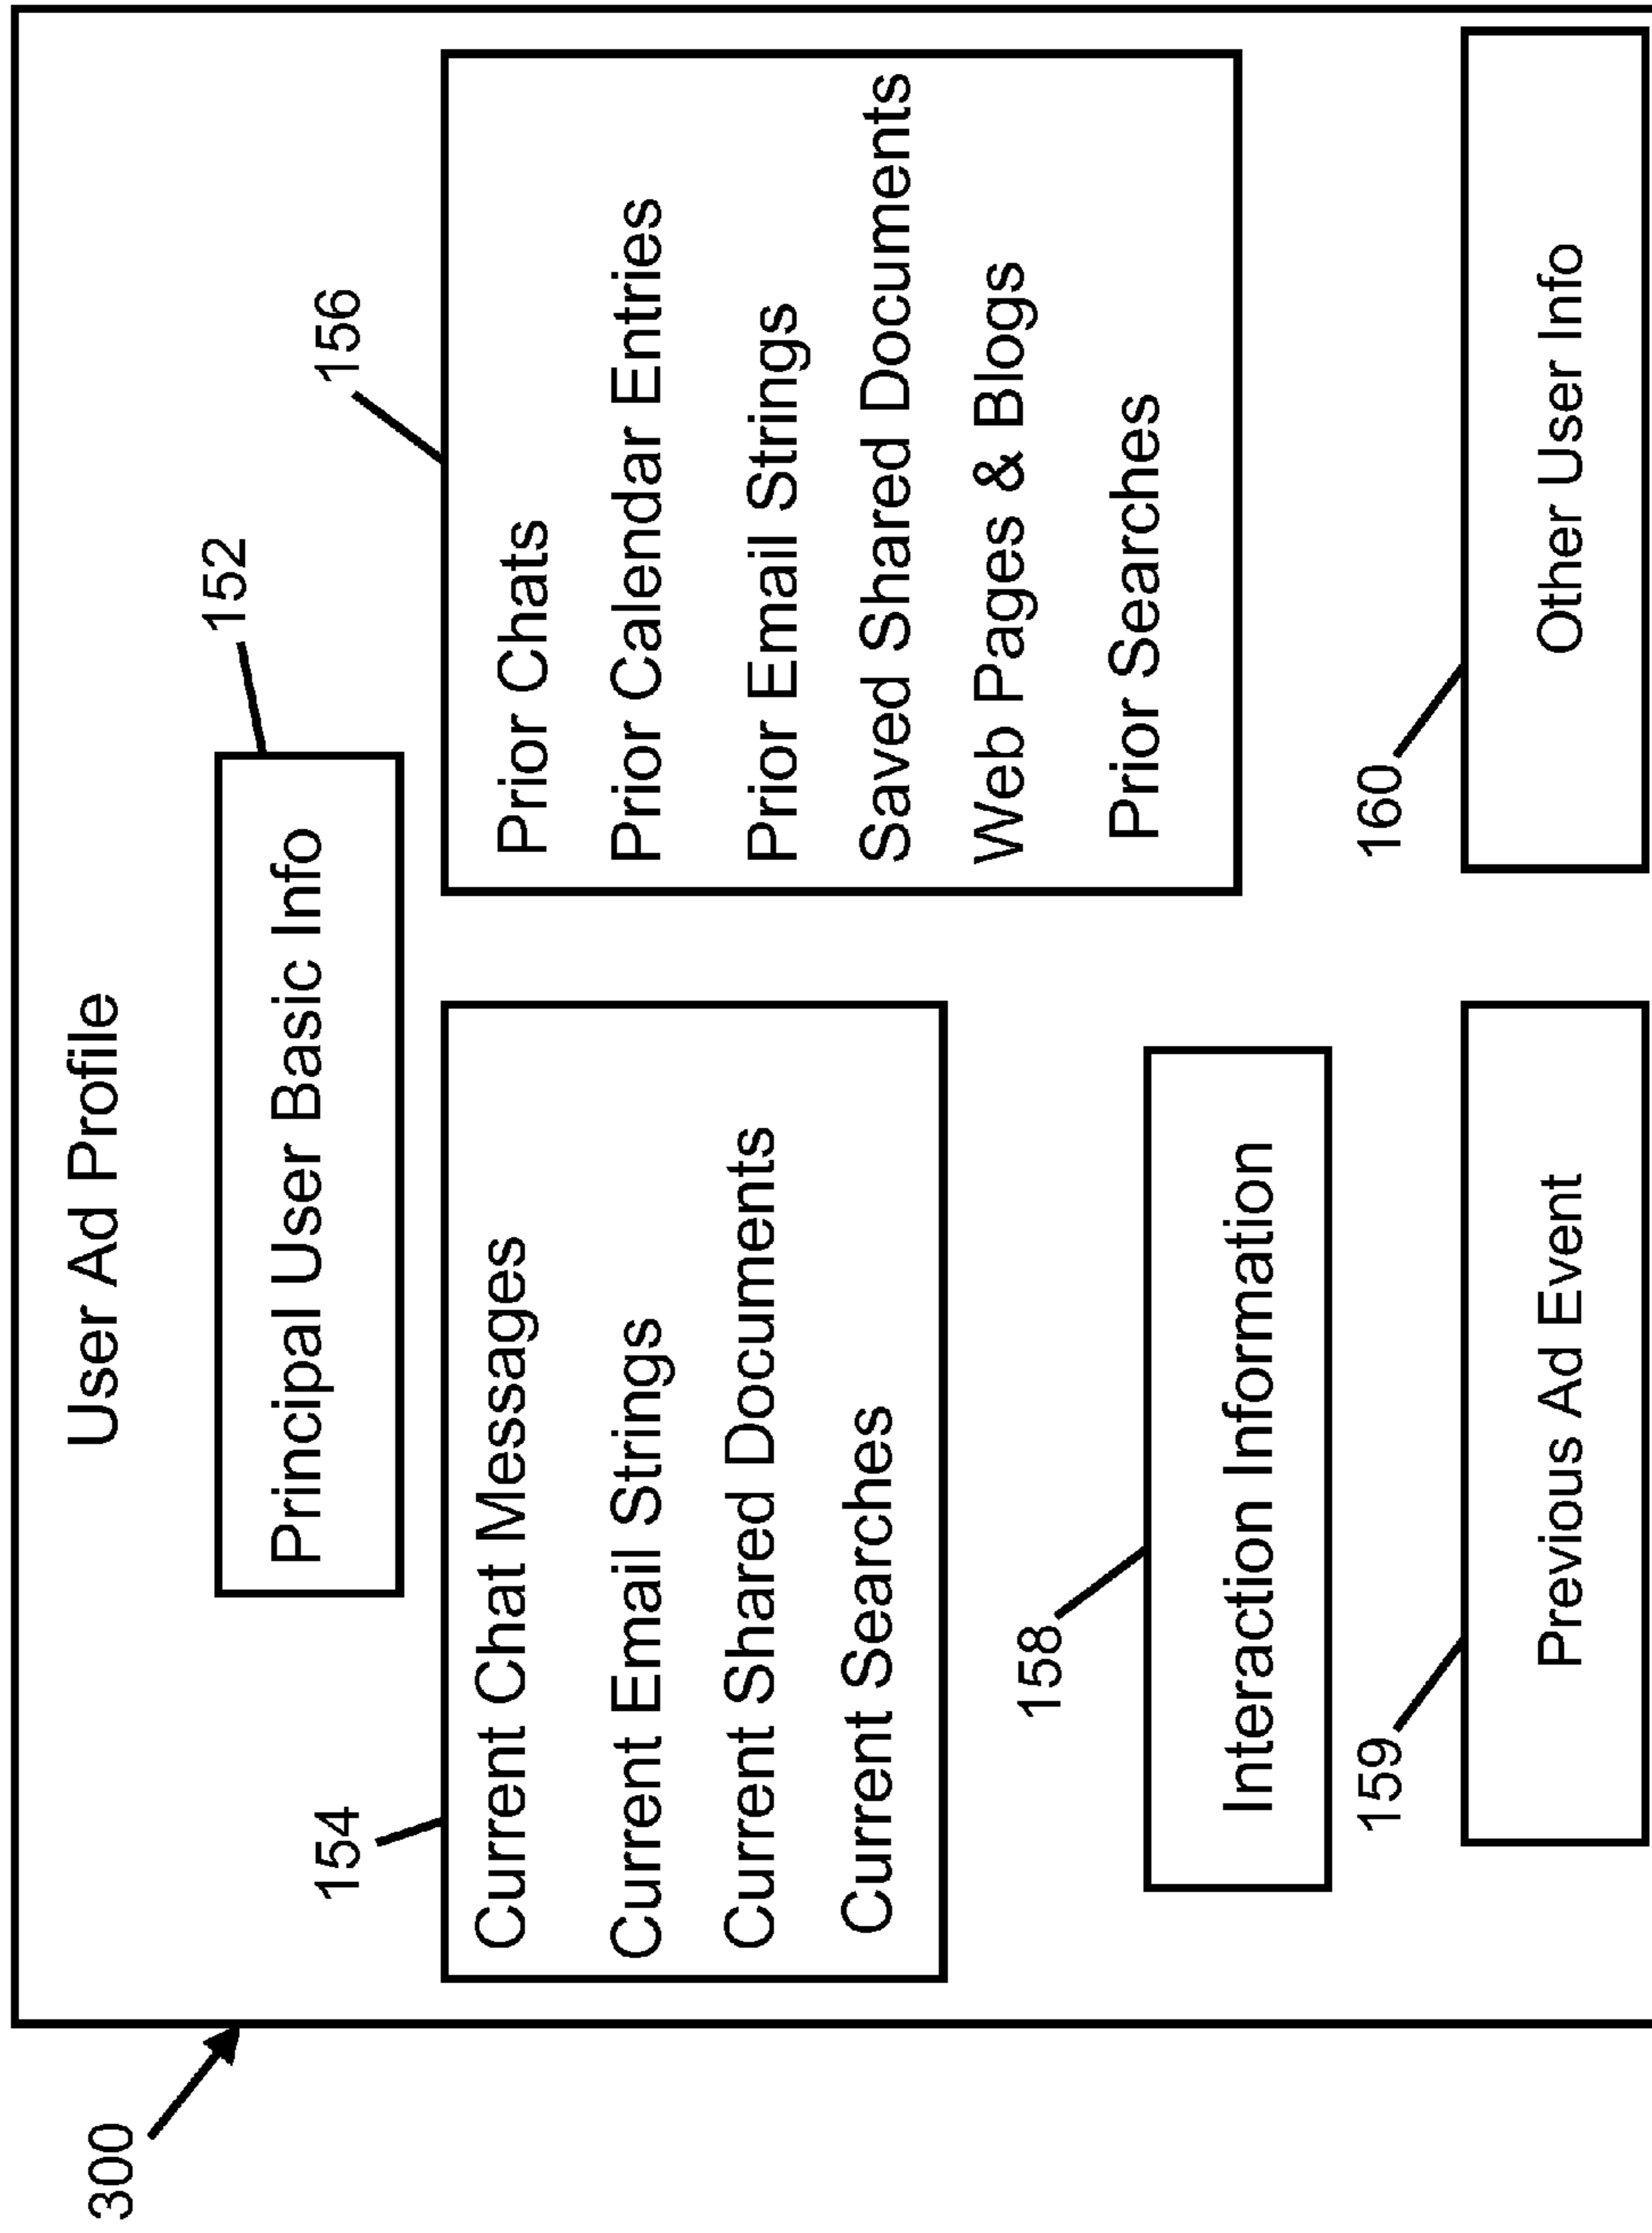 300
User Ad Profile
152
Principal User Basic Info
154
Current Chat Messages
Current Email Strings
Current Shared Documents
Current Searches
156
Prior Chats
Prior Calendar Entries
Prior Email Strings
Saved Shared Documents
Web Pages & Blogs
Prior Searches
158
Interaction Information
159
Previous Ad Event
160
Other User Info